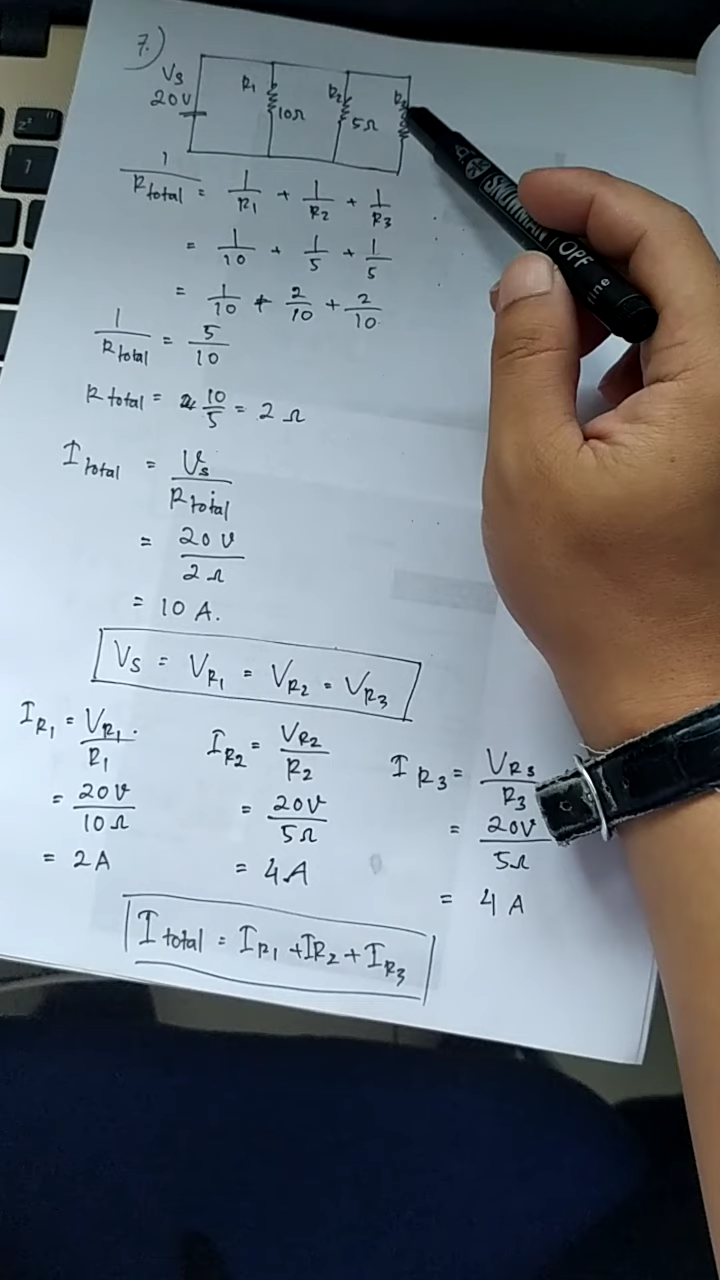 7.)
Vs
20V
R1
10Ω
R2
5Ω
R3
1/Rtotal = 1/R1 + 1/R2 + 1/R3
= 1/10 + 1/5 + 1/5
= 1/10 + 2/10 + 2/10
1/Rtotal = 5/10
Rtotal = 10/5 = 2 Ω
Itotal = Vs/Rtotal
= 20V/2Ω
= 10 A.
Vs = VR1 = VR2 = VR3
IR1 = VR1/R1 IR2 = VR2/R2 IR3 = VR3/R3
= 20V/10Ω = 20V/5Ω = 20V/5Ω
= 2A = 4A = 4A
Itotal = IR1 + IR2 + IR3
SNOWMAN OPF
fine